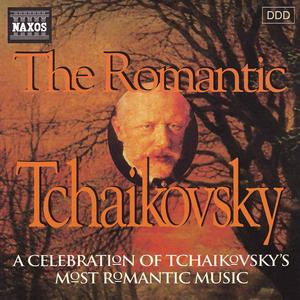 NAXOS
DDD
The Romantic
Tchaikovsky
A CELEBRATION OF TCHAIKOVSKY'S
MOST ROMANTIC MUSIC